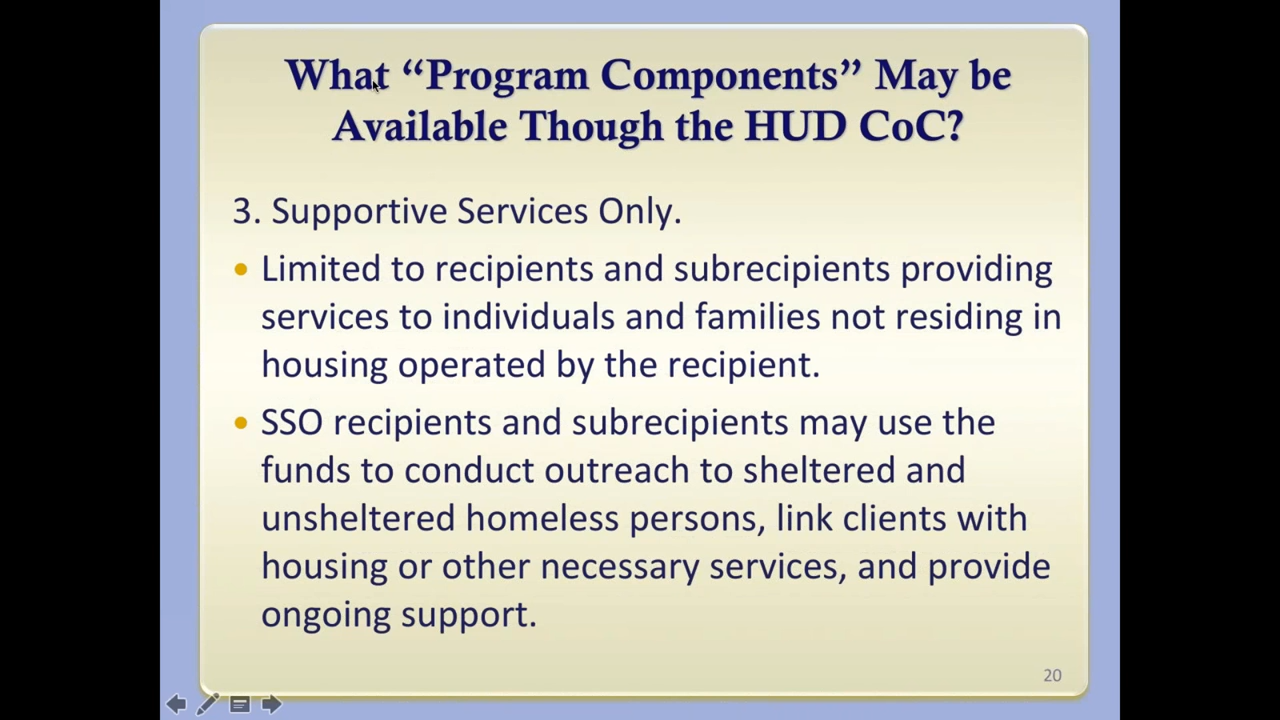 What “Program Components” May be
Available Though the HUD CoC?
3. Supportive Services Only.
• Limited to recipients and subrecipients providing
services to individuals and families not residing in
housing operated by the recipient.
• SSO recipients and subrecipients may use the
funds to conduct outreach to sheltered and
unsheltered homeless persons, link clients with
housing or other necessary services, and provide
ongoing support.
20